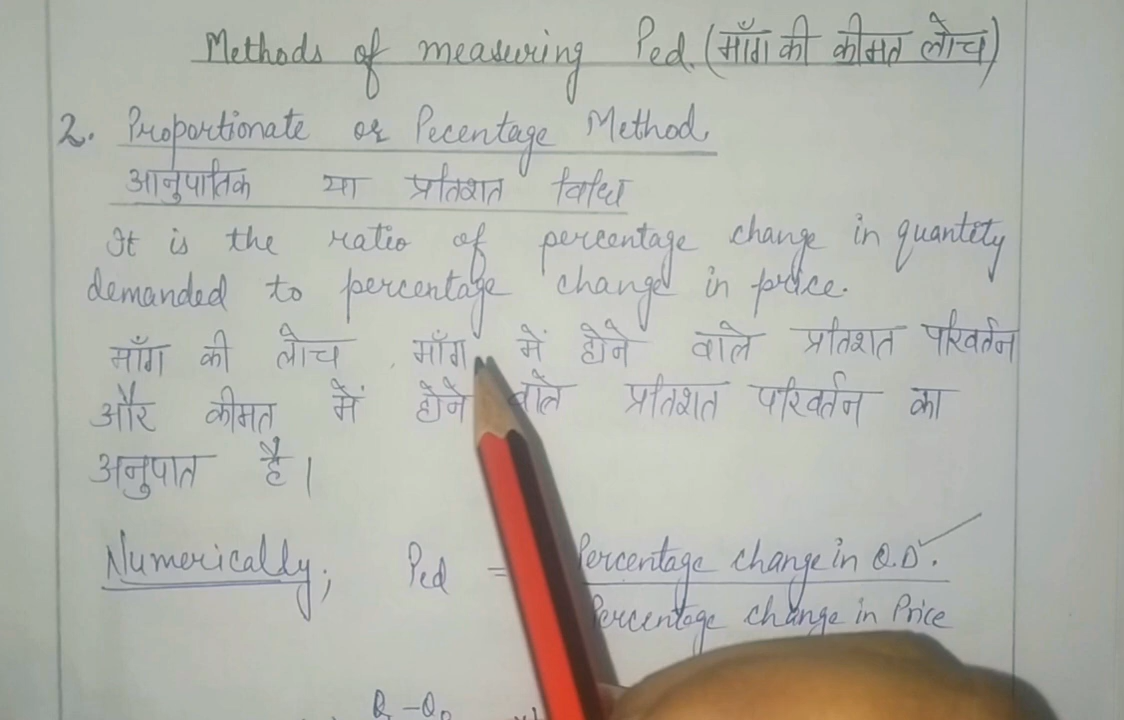 Methods of measuring Ped. (माँग की कीमत लोच)
2. Proportionate or Pecentage Method.
आनुपातिक या प्रतिशत विधि
It is the ratio of percentage change in quantity
demanded to percentage change in price.
माँग की लोच, माँग में होने वाले प्रतिशत परिवर्तन
और कीमत में होने वाले प्रतिशत परिवर्तन का
अनुपात है।
Numerically; Ped = Percentage change in Q.D.
Percentage change in Price